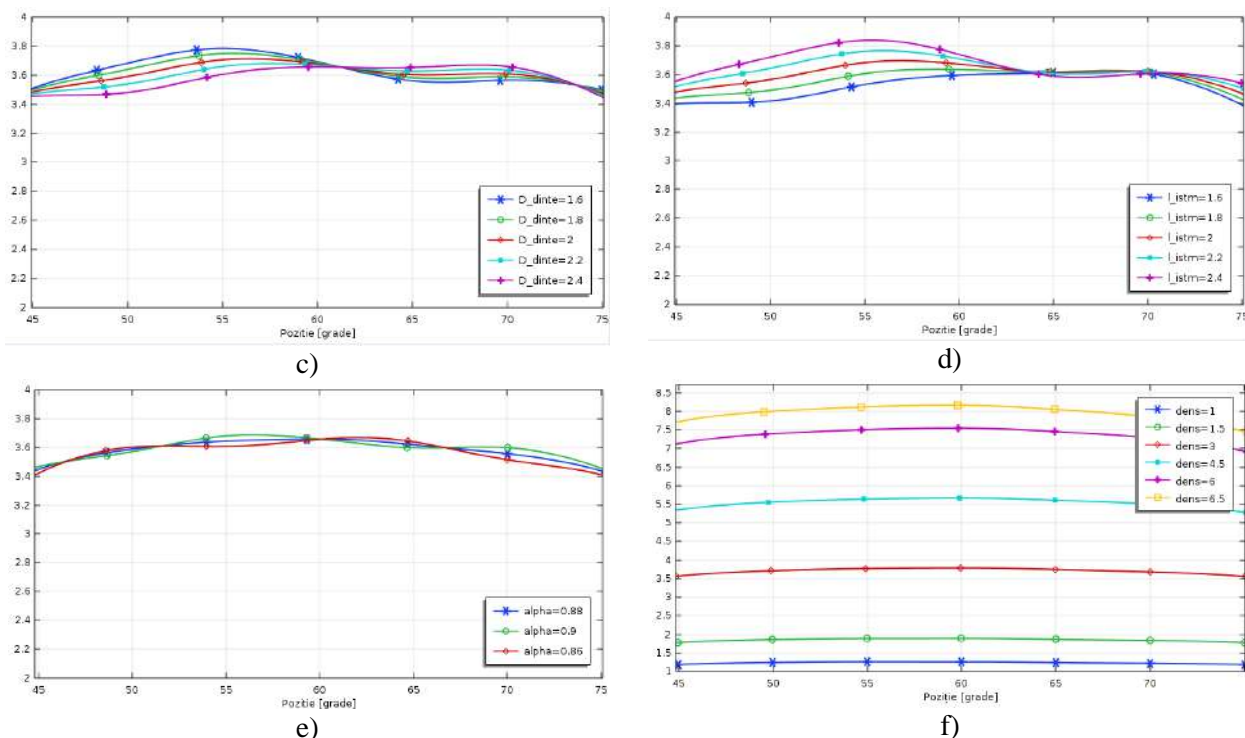 4
3.8
3.6
3.4
3.2
3
2.8
2.6
2.4
2.2
2
45 50 55 60 65 70 75
Pozitie [grade]
D_dinte=1.6
D_dinte=1.8
D_dinte=2
D_dinte=2.2
D_dinte=2.4
c)
4
3.8
3.6
3.4
3.2
3
2.8
2.6
2.4
2.2
2
45 50 55 60 65 70 75
Pozitie [grade]
l_istm=1.6
l_istm=1.8
l_istm=2
l_istm=2.2
l_istm=2.4
d)
4
3.8
3.6
3.4
3.2
3
2.8
2.6
2.4
2.2
2
45 50 55 60 65 70 75
Pozitie [grade]
alpha=0.88
alpha=0.9
alpha=0.86
e)
8.5
8
7.5
7
6.5
6
5.5
5
4.5
4
3.5
3
2.5
2
1.5
1
45 50 55 60 65 70
Poziție [grade]
dens=1
dens=1.5
dens=3
dens=4.5
dens=6
dens=6.5
f)